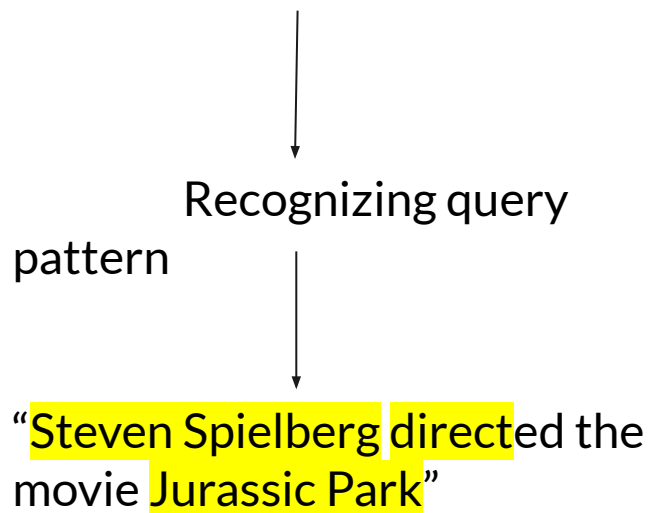 Recognizing query
pattern
“Steven Spielberg directed the
movie Jurassic Park”